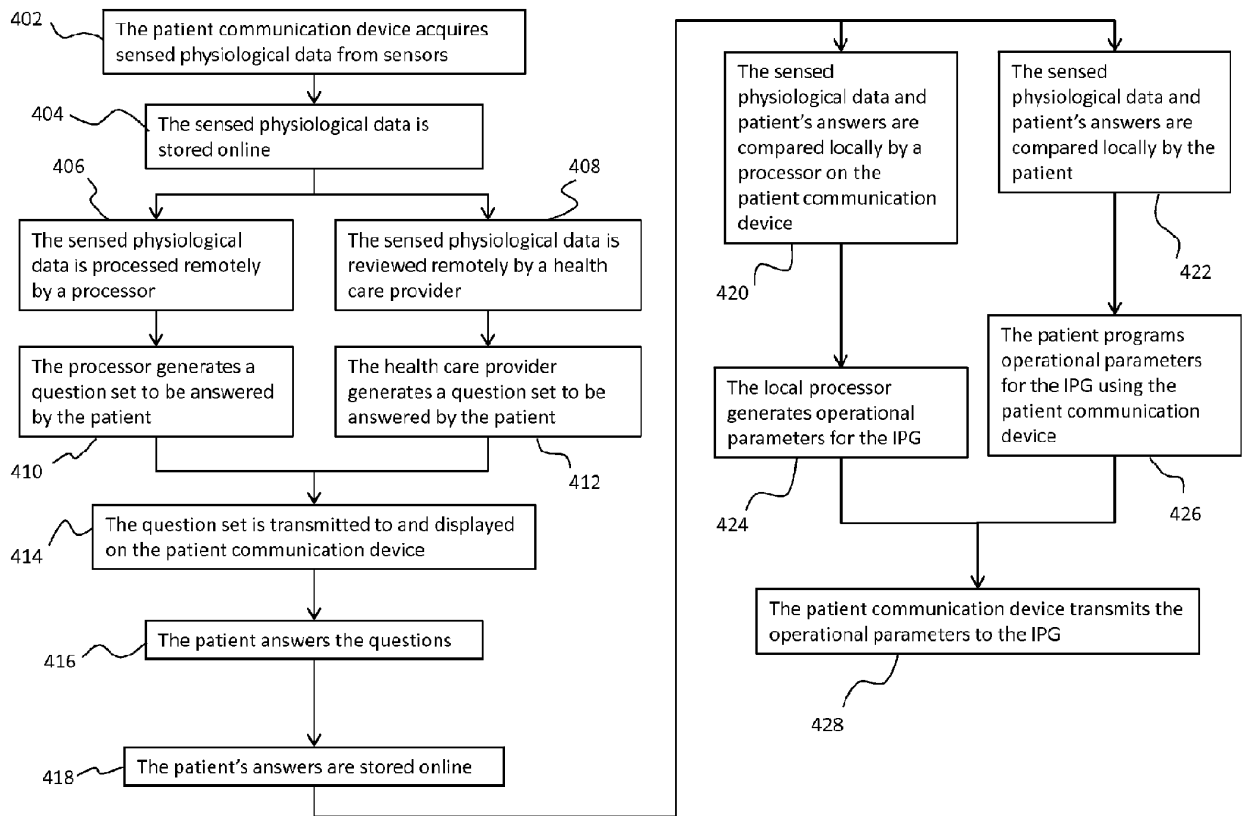 402
The patient communication device acquires
sensed physiological data from sensors
404
The sensed physiological data is
stored online
406
The sensed physiological
data is processed remotely
by a processor
408
The sensed physiological data is
reviewed remotely by a health
care provider
The processor generates a
question set to be answered
by the patient
410
The health care provider
generates a question set to be
answered by the patient
412
The question set is transmitted to and displayed
on the patient communication device
414
The patient answers the questions
416
The patient's answers are stored online
418
The sensed
physiological data and
patient's answers are
compared locally by a
processor on the
patient communication
device
420
The sensed
physiological data and
patient's answers are
compared locally by the
patient
422
The local processor
generates operational
parameters for the IPG
424
The patient programs
operational parameters
for the IPG using the
patient communication
device
426
The patient communication device transmits the
operational parameters to the IPG
428